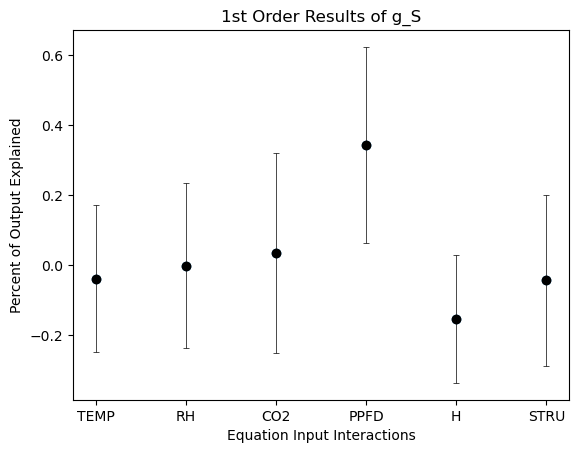 1st Order Results of g_S
Percent of Output Explained
0.6
0.4
0.2
0.0
−0.2
TEMP RH CO2 PPFD H STRU
Equation Input Interactions